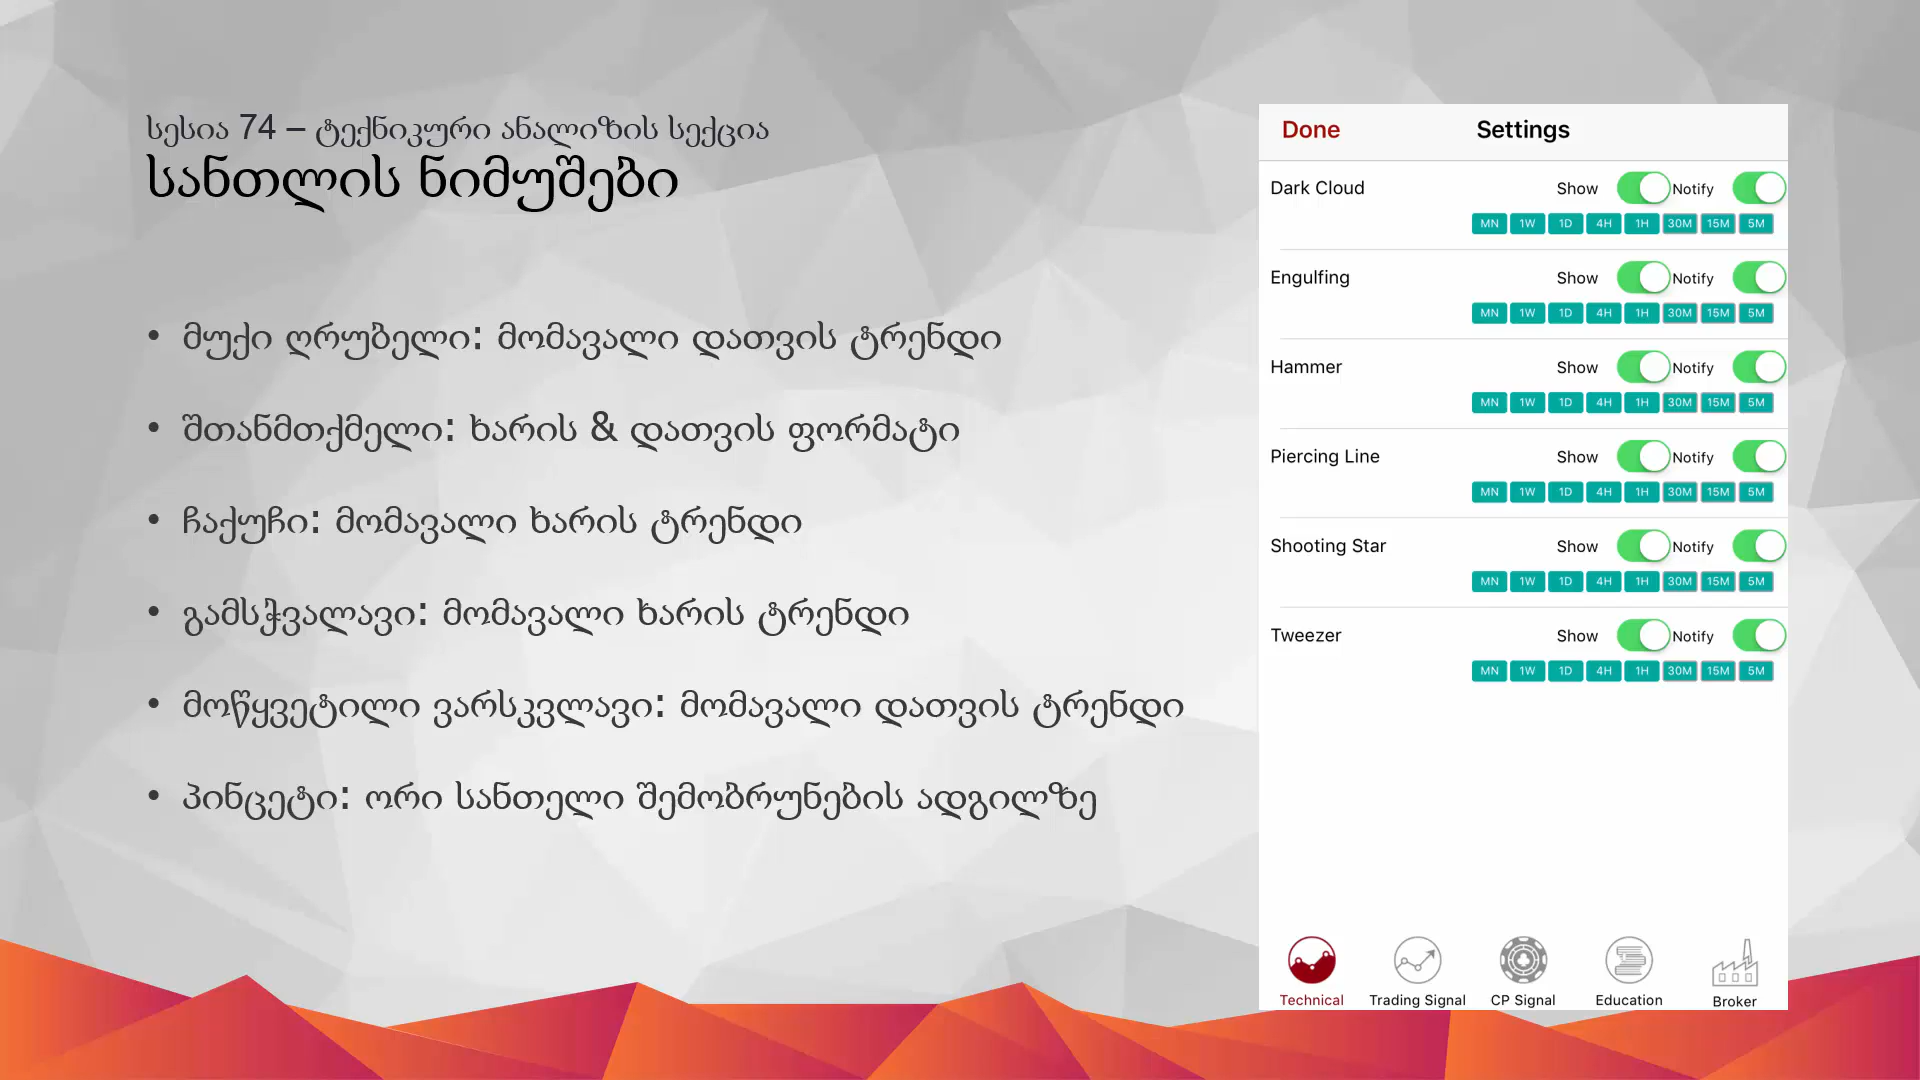 სესია 74 – ტექნიკური ანალიზის სექცია
სანთლის ნიმუშები
• მუქი ღრუბელი: მომავალი დათვის ტრენდი
• შთანმთქმელი: ხარის & დათვის ფორმატი
• ჩაქუჩი: მომავალი ხარის ტრენდი
• გამსჭვალავი: მომავალი ხარის ტრენდი
• მოწყვეტილი ვარსკვლავი: მომავალი დათვის ტრენდი
• პინცეტი: ორი სანთელი შემობრუნების ადგილზე
Done Settings
Dark Cloud Show Notify
MN 1W 1D 4H 1H 30M 15M 5M
Engulfing Show Notify
MN 1W 1D 4H 1H 30M 15M 5M
Hammer Show Notify
MN 1W 1D 4H 1H 30M 15M 5M
Piercing Line Show Notify
MN 1W 1D 4H 1H 30M 15M 5M
Shooting Star Show Notify
MN 1W 1D 4H 1H 30M 15M 5M
Tweezer Show Notify
MN 1W 1D 4H 1H 30M 15M 5M
Technical Trading Signal CP Signal Education Broker